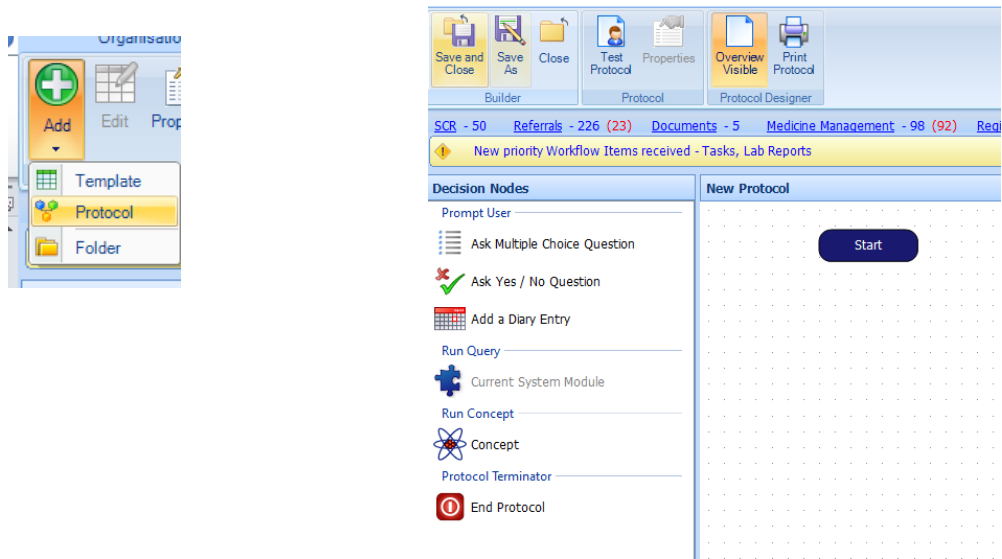 Organisatio
Add
Edit
Prop
Template
Protocol
Folder
Save and Close
Save As
Close
Test Protocol
Properties
Overview Visible
Print Protocol
Builder
Protocol
Protocol Designer
SCR - 50 Referrals - 226 (23) Documents - 5 Medicine Management - 98 (92) Regi
New priority Workflow Items received - Tasks, Lab Reports
Decision Nodes
Prompt User
Ask Multiple Choice Question
Ask Yes / No Question
Add a Diary Entry
Run Query
Current System Module
Run Concept
Concept
Protocol Terminator
End Protocol
New Protocol
Start